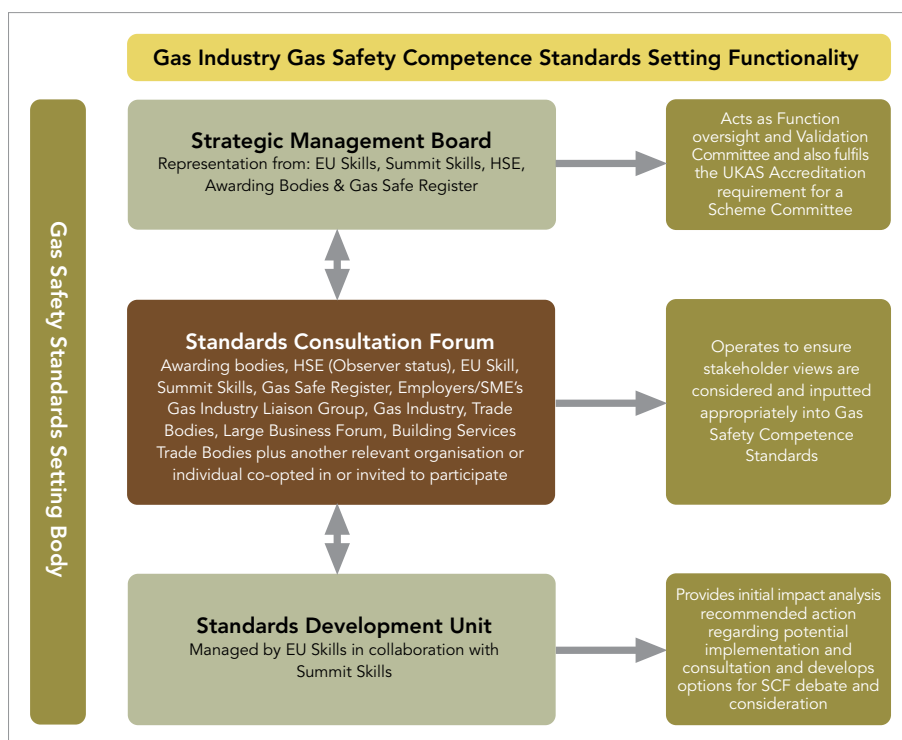 Gas Industry Gas Safety Competence Standards Setting Functionality
Gas Safety Standards Setting Body
Strategic Management Board
Representation from: EU Skills, Summit Skills, HSE,
Awarding Bodies & Gas Safe Register
Acts as Function
oversight and Validation
Committee and also fulfils
the UKAS Accreditation
requirement for a
Scheme Committee
Standards Consultation Forum
Awarding bodies, HSE (Observer status), EU Skill,
Summit Skills, Gas Safe Register, Employers/SME's
Gas Industry Liaison Group, Gas Industry, Trade
Bodies, Large Business Forum, Building Services
Trade Bodies plus another relevant organisation or
individual co-opted in or invited to participate
Operates to ensure
stakeholder views are
considered and inputted
appropriately into Gas
Safety Competence
Standards
Standards Development Unit
Managed by EU Skills in collaboration with
Summit Skills
Provides initial impact analysis
recommended action
regarding potential
implementation and
consultation and develops
options for SCF debate and
consideration